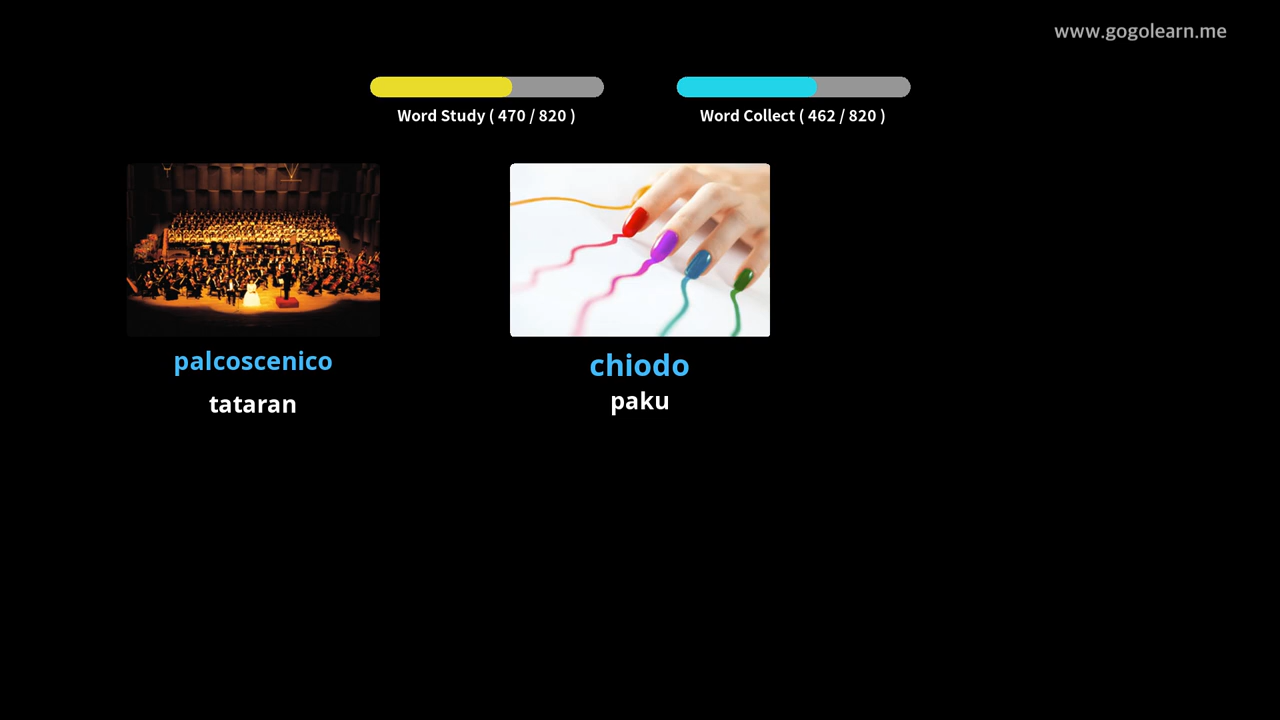 www.gogolearn.me
Word Study ( 470 / 820 )
Word Collect ( 462 / 820 )
palcoscenico
tataran
chiodo
paku